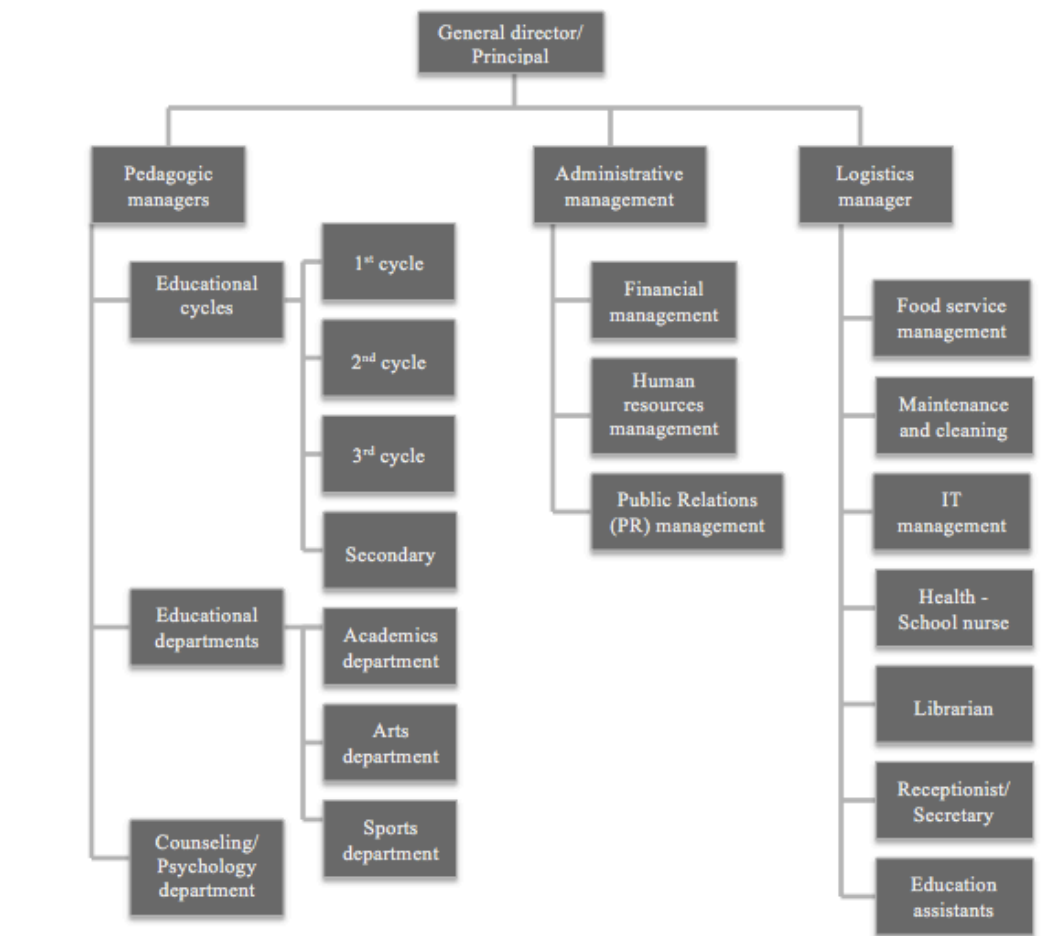 General director/
Principal
Pedagogic
managers
Administrative
management
Logistics
manager
Educational
cycles
1st cycle
2nd cycle
3rd cycle
Secondary
Educational
departments
Academics
department
Arts
department
Sports
department
Counseling/
Psychology
department
Financial
management
Human
resources
management
Public Relations
(PR) management
Food service
management
Maintenance
and cleaning
IT
management
Health -
School nurse
Librarian
Receptionist/
Secretary
Education
assistants